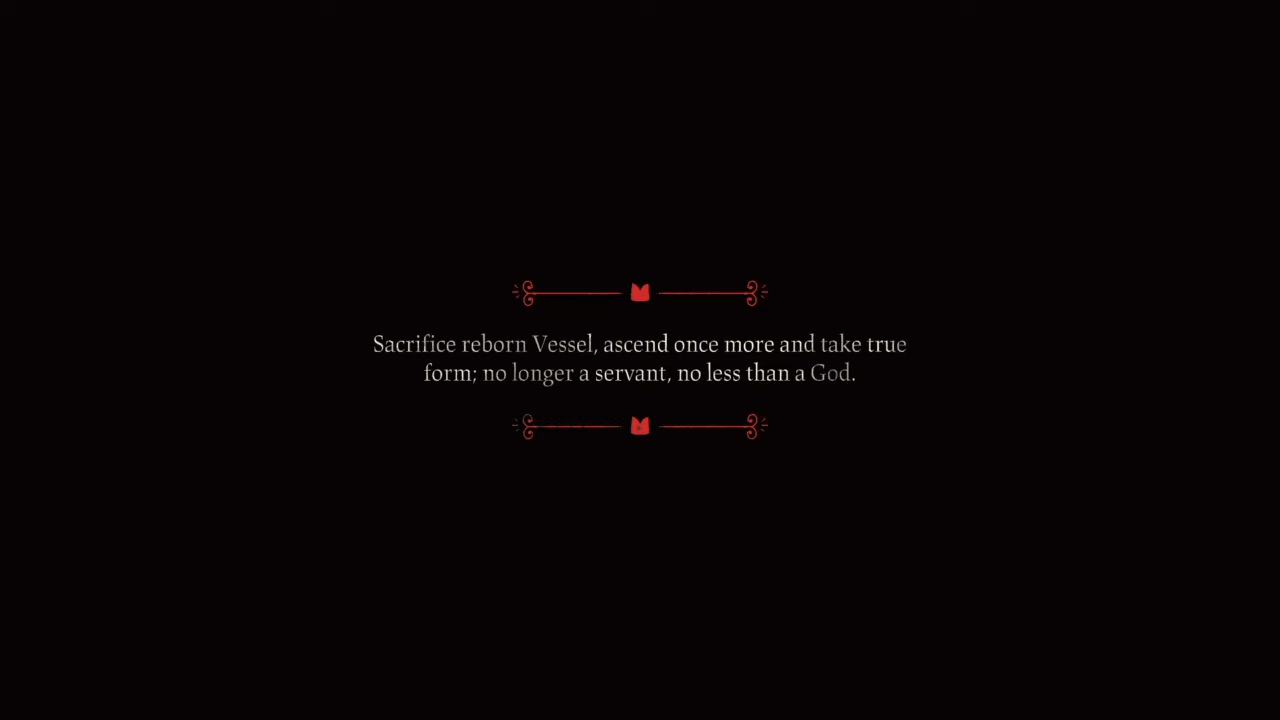 Sacrifice reborn Vessel, ascend once more and take true
form; no longer a servant, no less than a God.